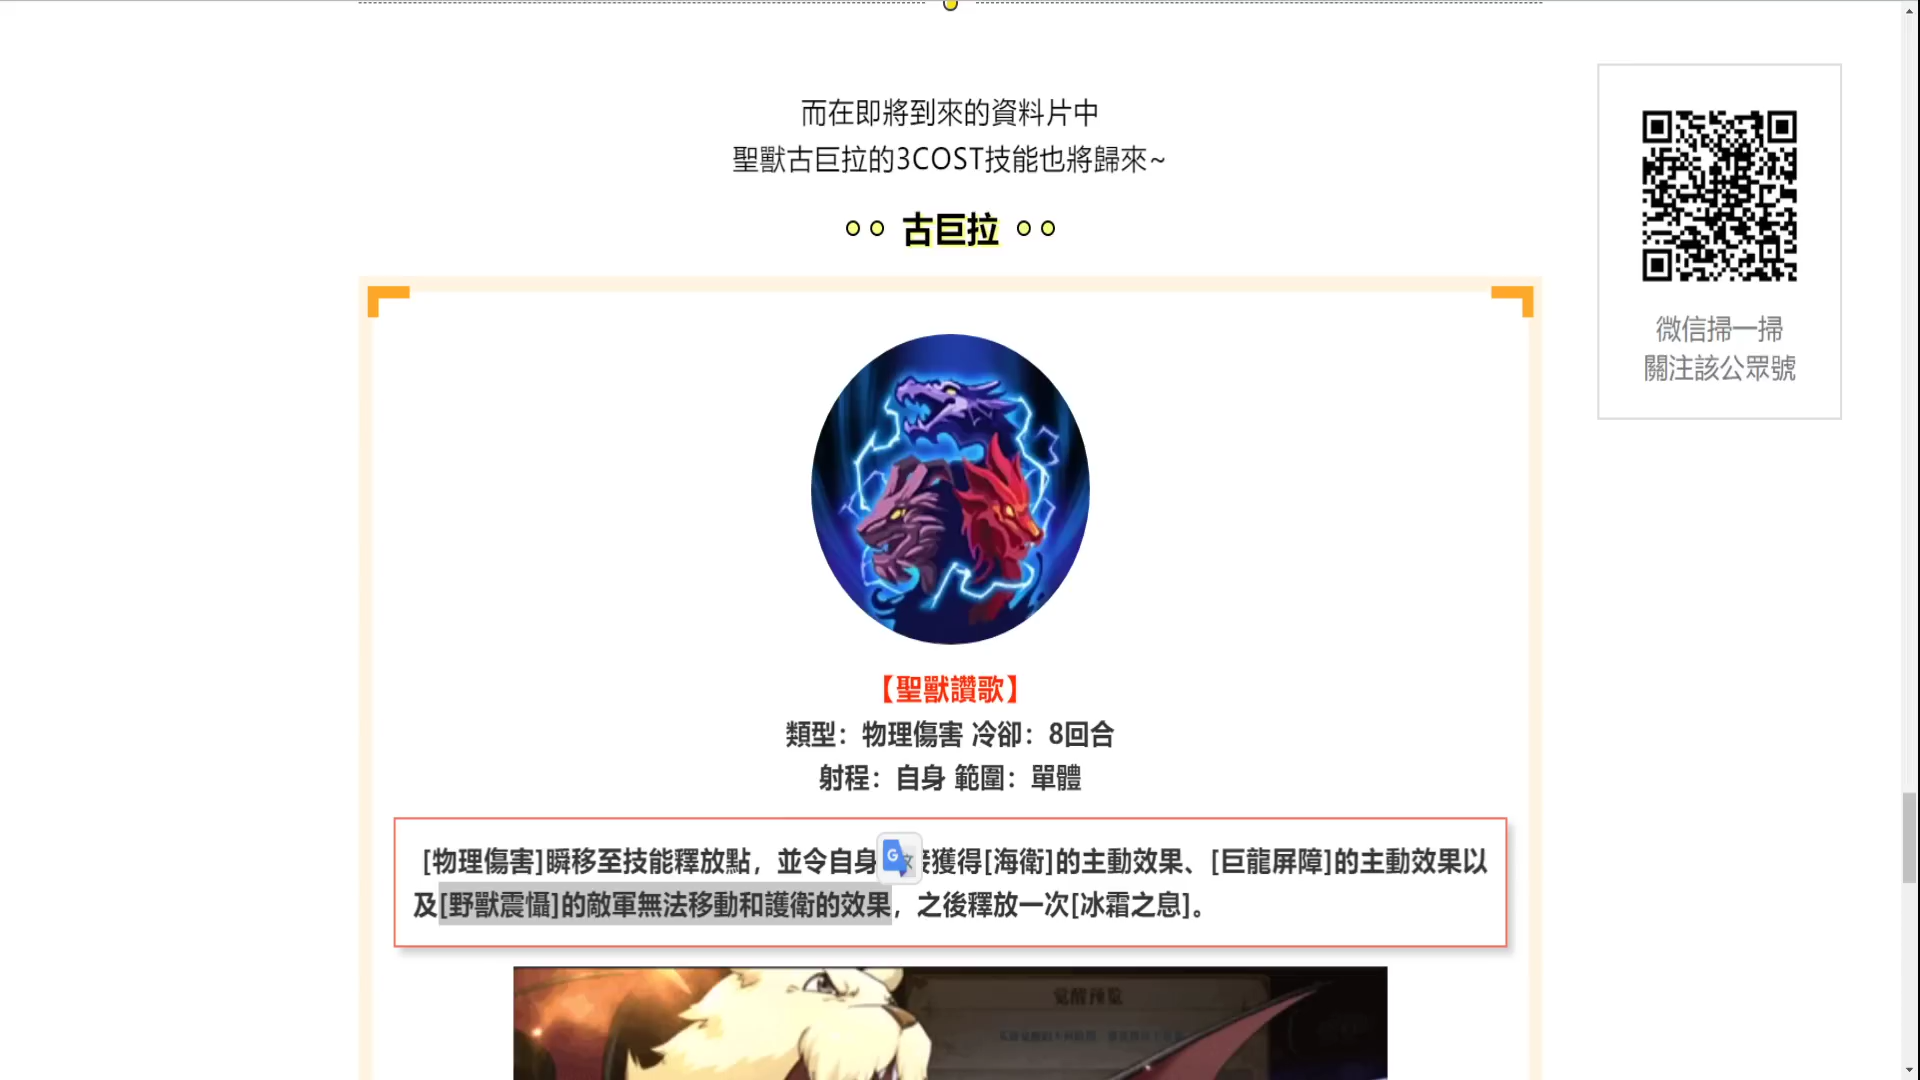 而在即將到來的資料片中
聖獸古巨拉的3COST技能也將歸來~
古巨拉
微信掃一掃
關注該公眾號
【聖獸讚歌】
類型：物理傷害 冷卻：8回合
射程：自身 範圍：單體
[物理傷害]瞬移至技能釋放點，並令自身 獲得[海衛]的主動效果、[巨龍屏障]的主動效果以
及[野獸震懾]的敵軍無法移動和護衛的效果，之後釋放一次[冰霜之息]。
觉醒预览